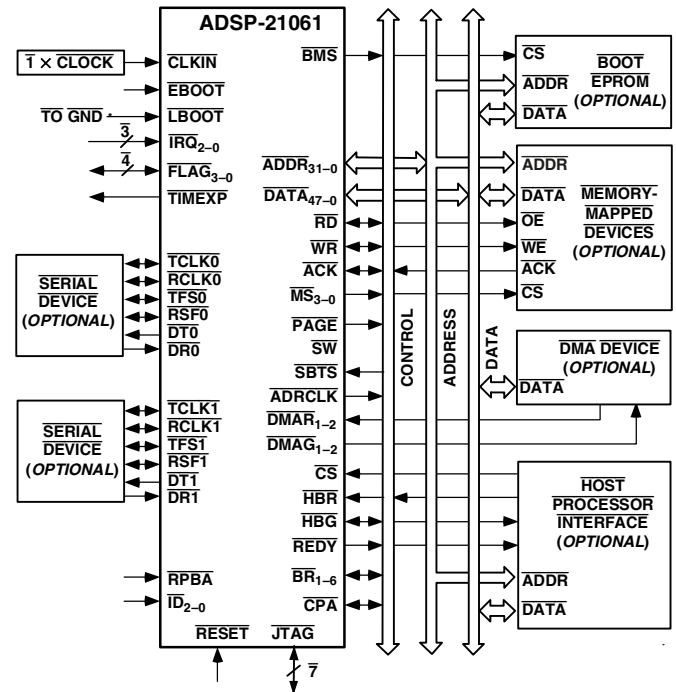 ADSP-21061
1 × CLOCK
CLKIN
EBOOT
TO GND
LBOOT
3
IRQ2-0
4
FLAG3-0
TIMEXP
SERIAL
DEVICE
(OPTIONAL)
TCLK0
RCLK0
TFS0
RSF0
DT0
DR0
SERIAL
DEVICE
(OPTIONAL)
TCLK1
RCLK1
TFS1
RSF1
DT1
DR1
RPBA
ID2-0
RESET
JTAG
7
BMS
ADDR31-0
DATA47-0
RD
WR
ACK
MS3-0
PAGE
SW
SBTS
ADRCLK
DMAR1-2
DMAG1-2
CS
HBR
HBG
REDY
BR1-6
CPA
CONTROL
ADDRESS
DATA
CS
ADDR
DATA
BOOT
EPROM
(OPTIONAL)
ADDR
DATA
OE
WE
ACK
CS
MEMORY-
MAPPED
DEVICES
(OPTIONAL)
DMA DEVICE
(OPTIONAL)
DATA
HOST
PROCESSOR
INTERFACE
(OPTIONAL)
ADDR
DATA